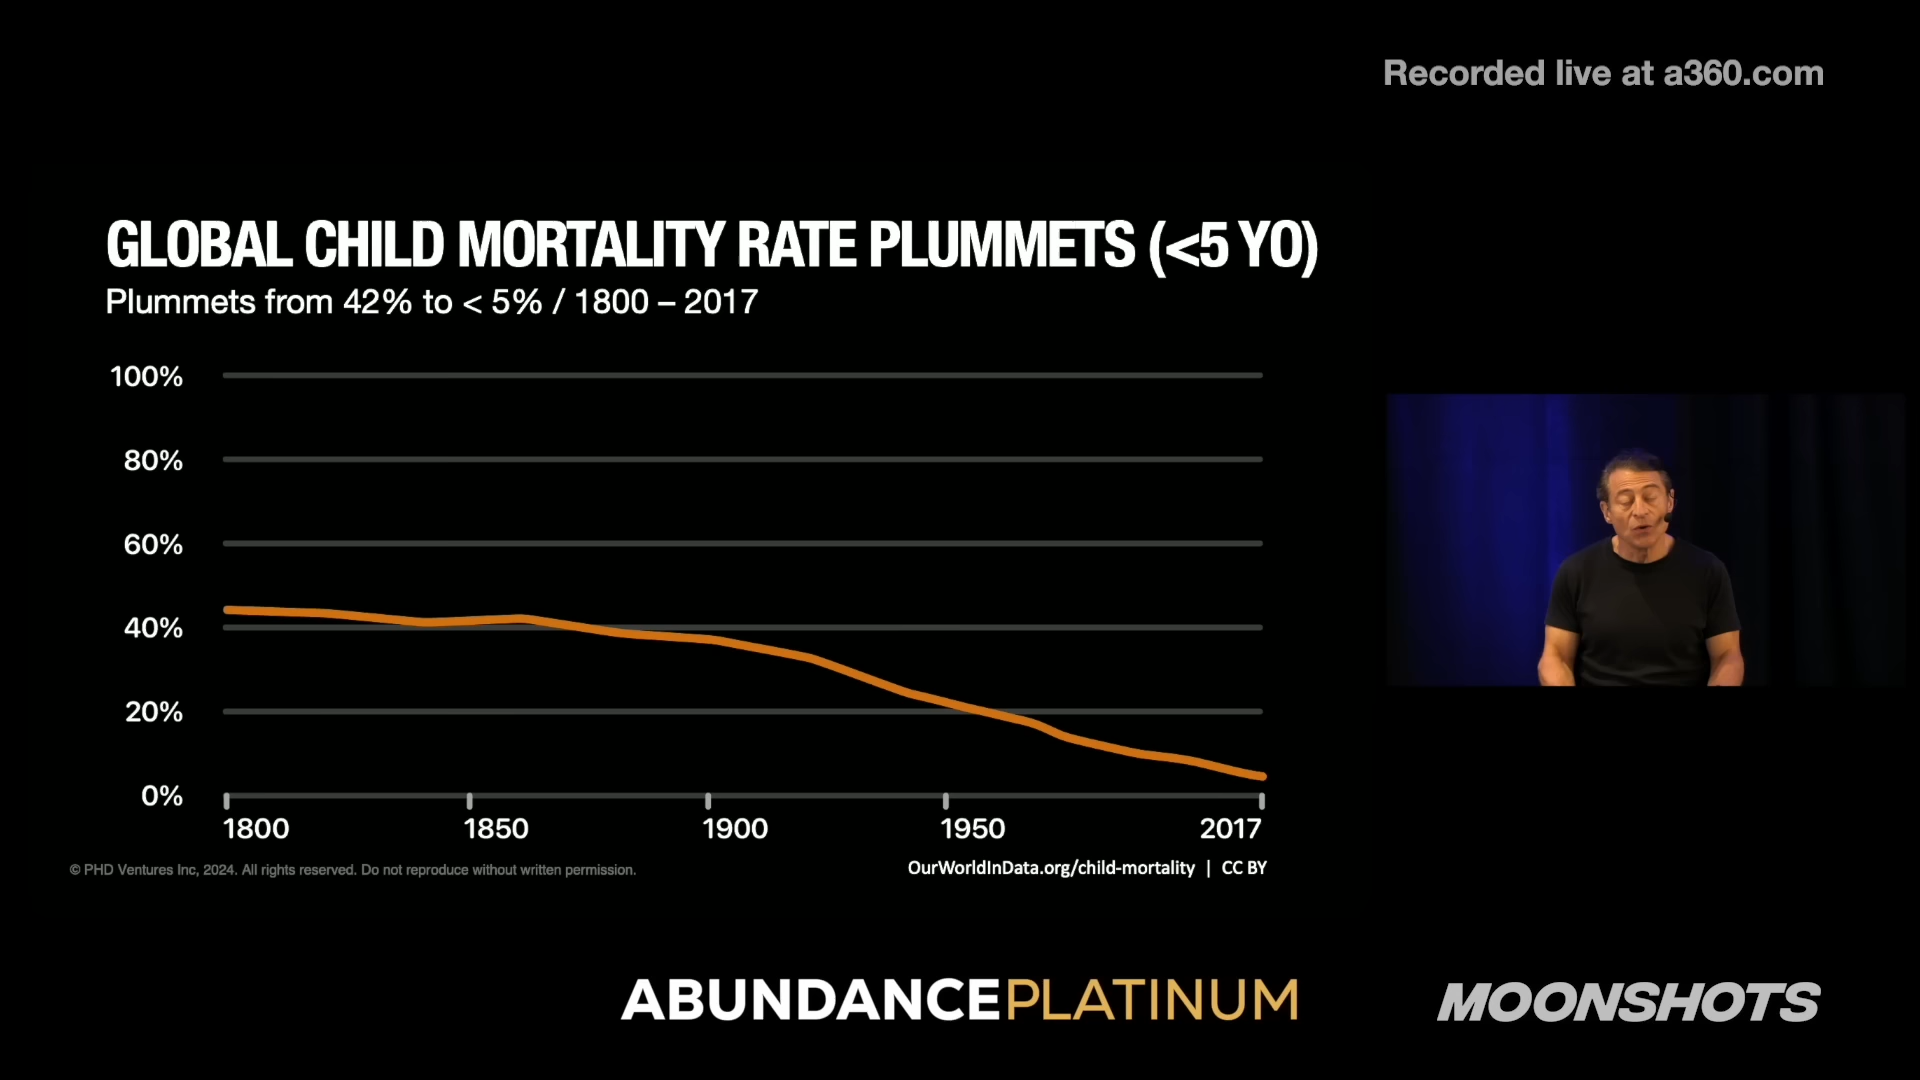 Recorded live at a360.com
GLOBAL CHILD MORTALITY RATE PLUMMETS (<5 YO)
Plummets from 42% to < 5% / 1800 – 2017
100%
80%
60%
40%
20%
0%
1800 1850 1900 1950 2017
© PHD Ventures Inc, 2024. All rights reserved. Do not reproduce without written permission.
OurWorldInData.org/child-mortality | CC BY
ABUNDANCEPLATINUM
MOONSHOTS